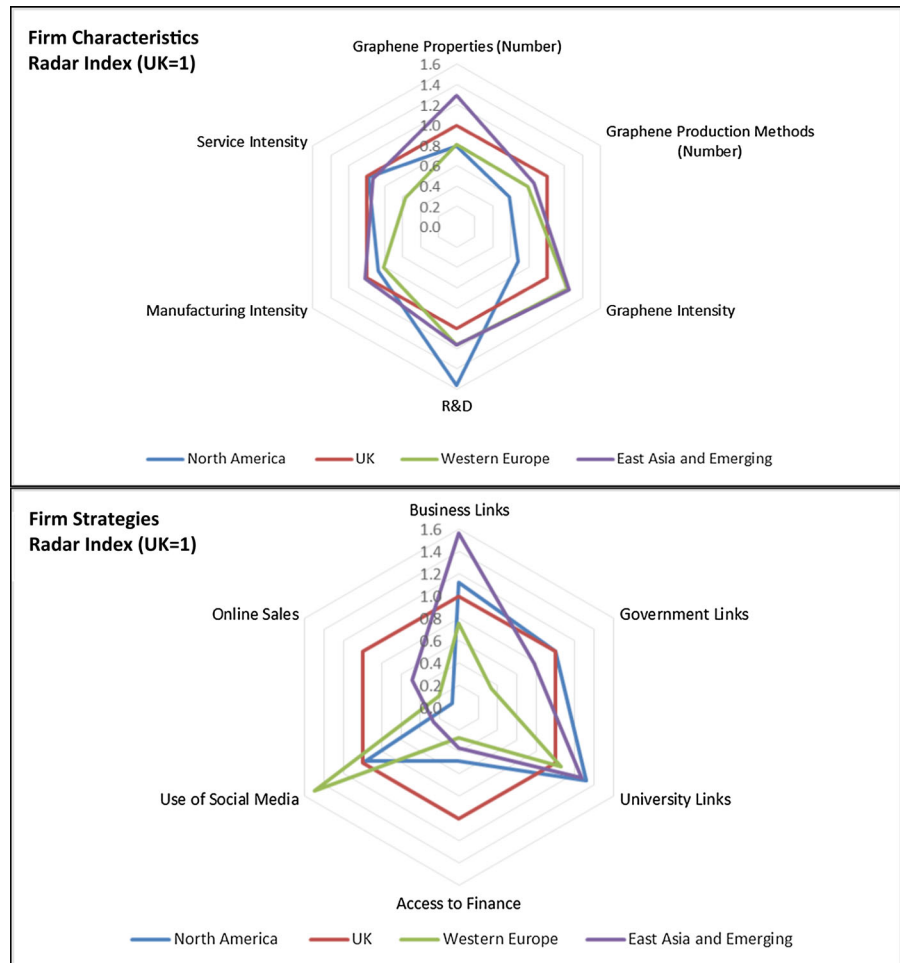 Firm Characteristics
Radar Index (UK=1)
Graphene Properties (Number)
1.6
1.4
1.2
1.0
0.8
0.6
0.4
0.2
0.0
Service Intensity
Graphene Production Methods
(Number)
Manufacturing Intensity
Graphene Intensity
R&D
North America
UK
Western Europe
East Asia and Emerging
Firm Strategies
Radar Index (UK=1)
Business Links
1.6
1.4
1.2
1.0
0.8
0.6
0.4
0.2
0.0
Online Sales
Government Links
Use of Social Media
University Links
Access to Finance
North America
UK
Western Europe
East Asia and Emerging